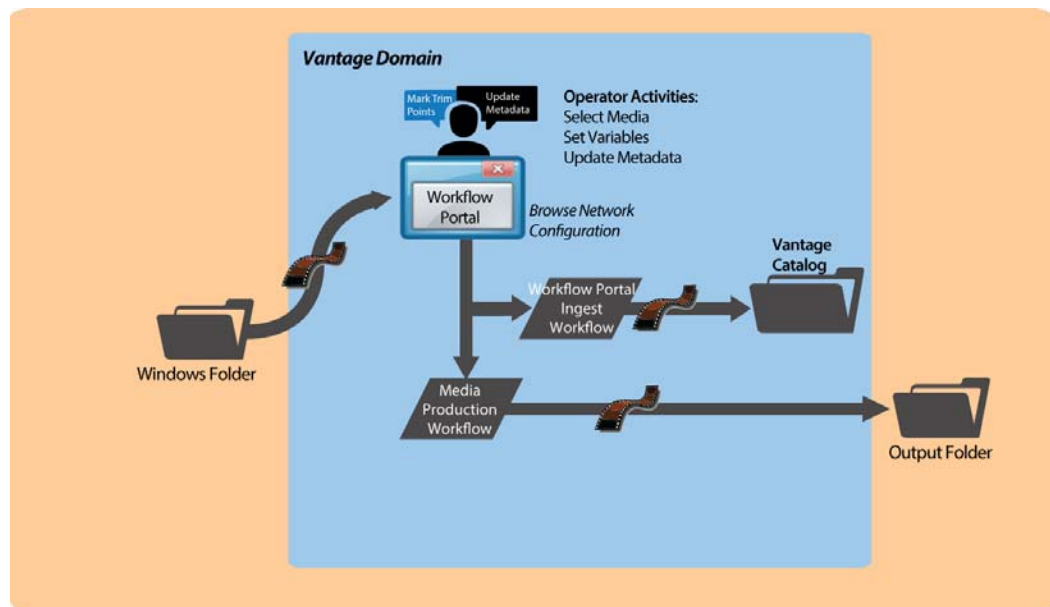 Vantage Domain
Mark Trim
Points
Update
Metadata
Operator Activities:
Select Media
Set Variables
Update Metadata
Workflow
Portal
Browse Network
Configuration
Vantage
Catalog
Workflow Portal
Ingest
Workflow
Windows Folder
Media
Production
Workflow
Output Folder